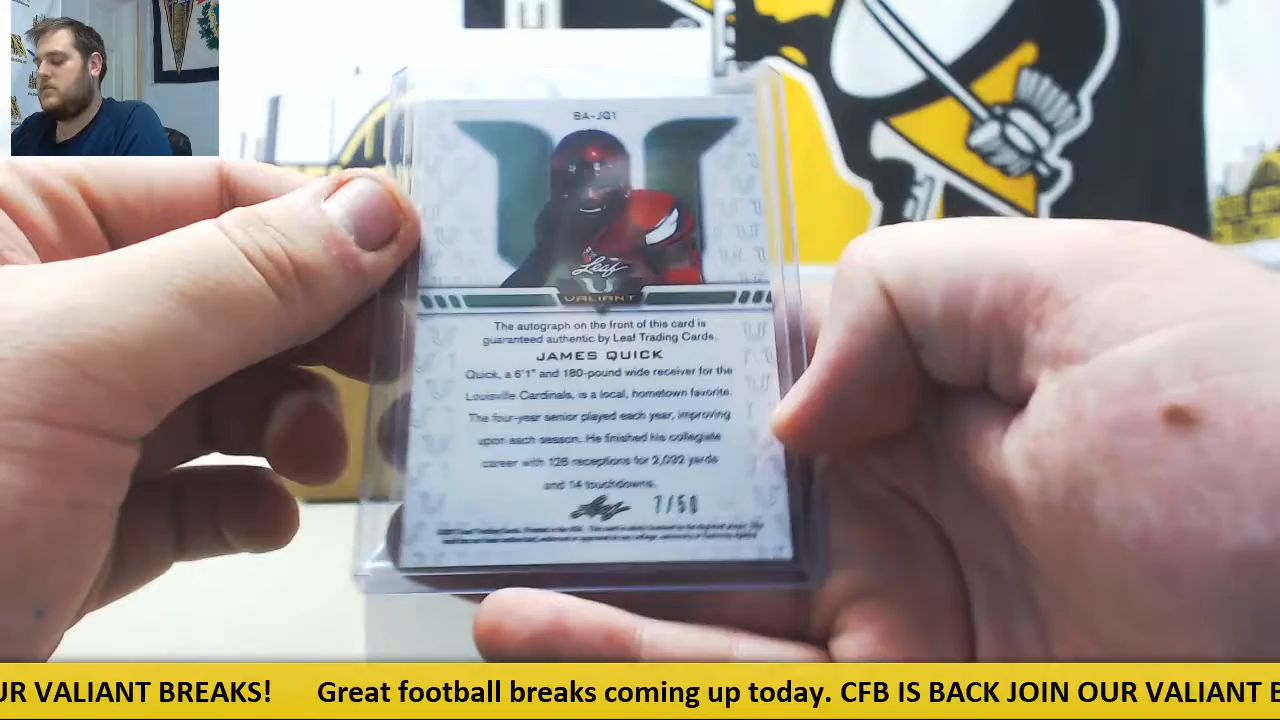 BA-JQ1
Leaf
VALIANT
The autograph on the front of this card is
guaranteed authentic by Leaf Trading Cards.
JAMES QUICK
Quick, a 6'1" and 180-pound wide receiver for the
Louisville Cardinals, is a local, hometown favorite.
The four-year senior played each year, improving
upon each season. He finished his collegiate
career with 126 receptions for 2,032 yards
and 14 touchdowns.
Leaf 7/50
UR VALIANT BREAKS! Great football breaks coming up today. CFB IS BACK JOIN OUR VALIANT